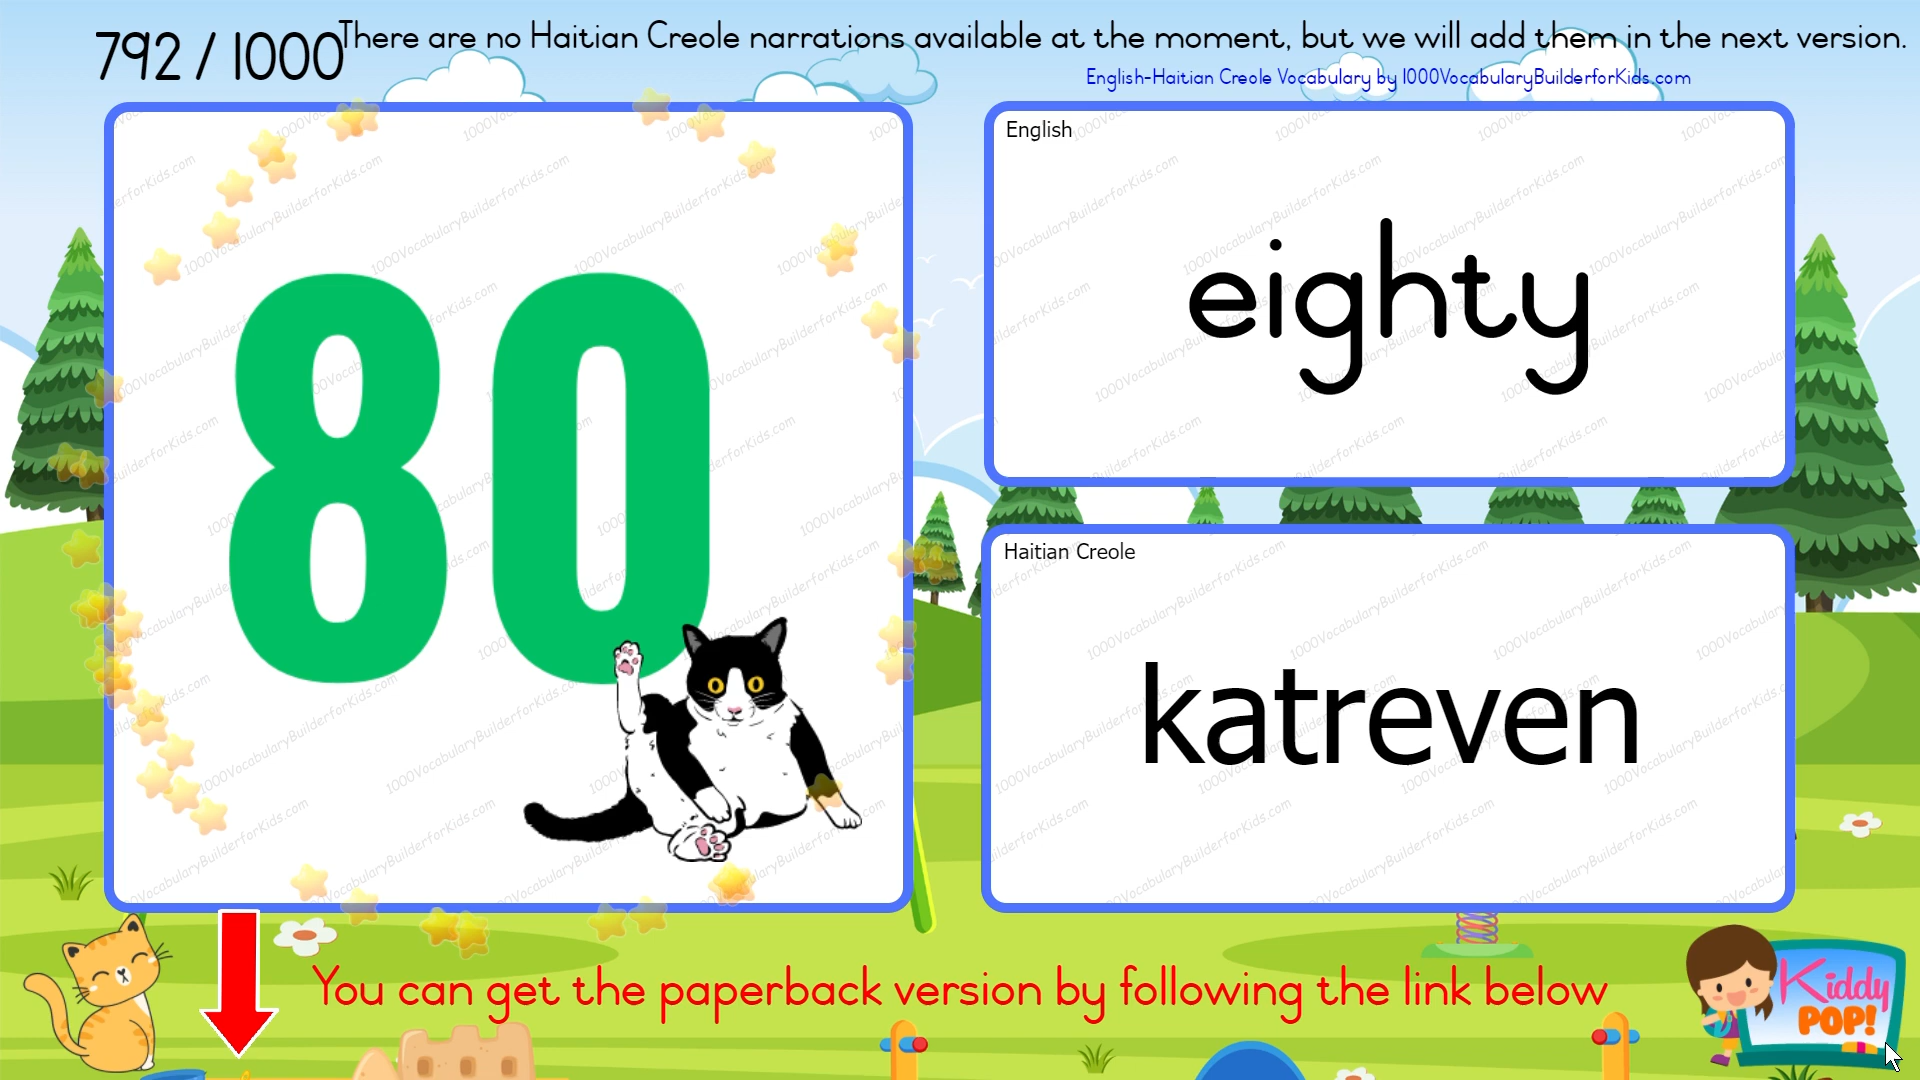 792 / 1000
There are no Haitian Creole narrations available at the moment, but we will add them in the next version.
English-Haitian Creole Vocabulary by 1000VocabularyBuilderforKids.com
80
English
eighty
Haitian Creole
katreven
You can get the paperback version by following the link below
Kiddy
POP!
1000VocabularyBuilderforKids.com